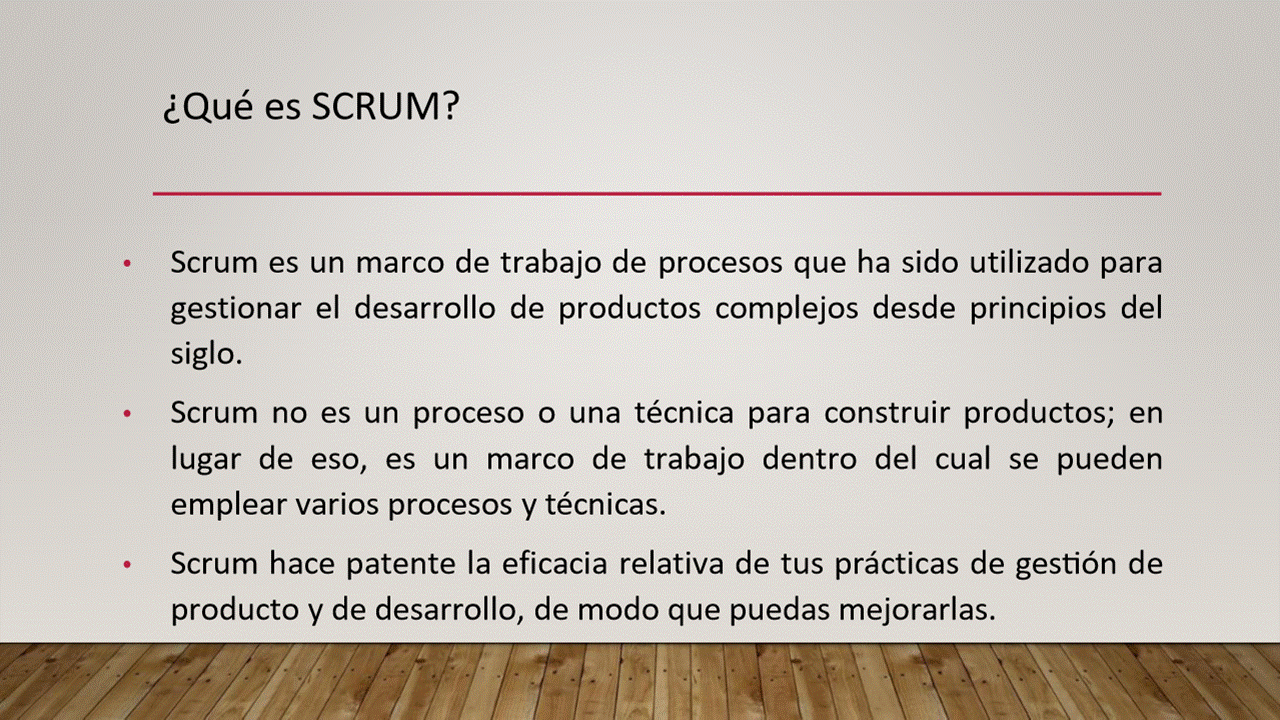 ¿Qué es SCRUM?
• Scrum es un marco de trabajo de procesos que ha sido utilizado para
gestionar el desarrollo de productos complejos desde principios del
siglo.
• Scrum no es un proceso o una técnica para construir productos; en
lugar de eso, es un marco de trabajo dentro del cual se pueden
emplear varios procesos y técnicas.
• Scrum hace patente la eficacia relativa de tus prácticas de gestión de
producto y de desarrollo, de modo que puedas mejorarlas.